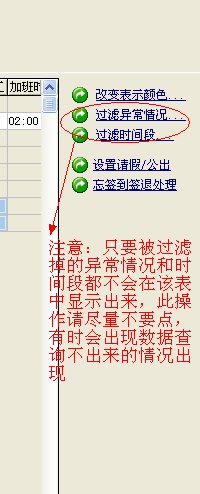 改变表示颜色...
加班时
过滤异常情况...
02:00
过滤时间段...
设置请假/公出
忘签到签退处理
注意：只要被过滤
掉的异常情况和时
间段都不会在该表
中显示出来，此操
作请尽量不要点，
有时会出现数据查
询不出来的情况出
现